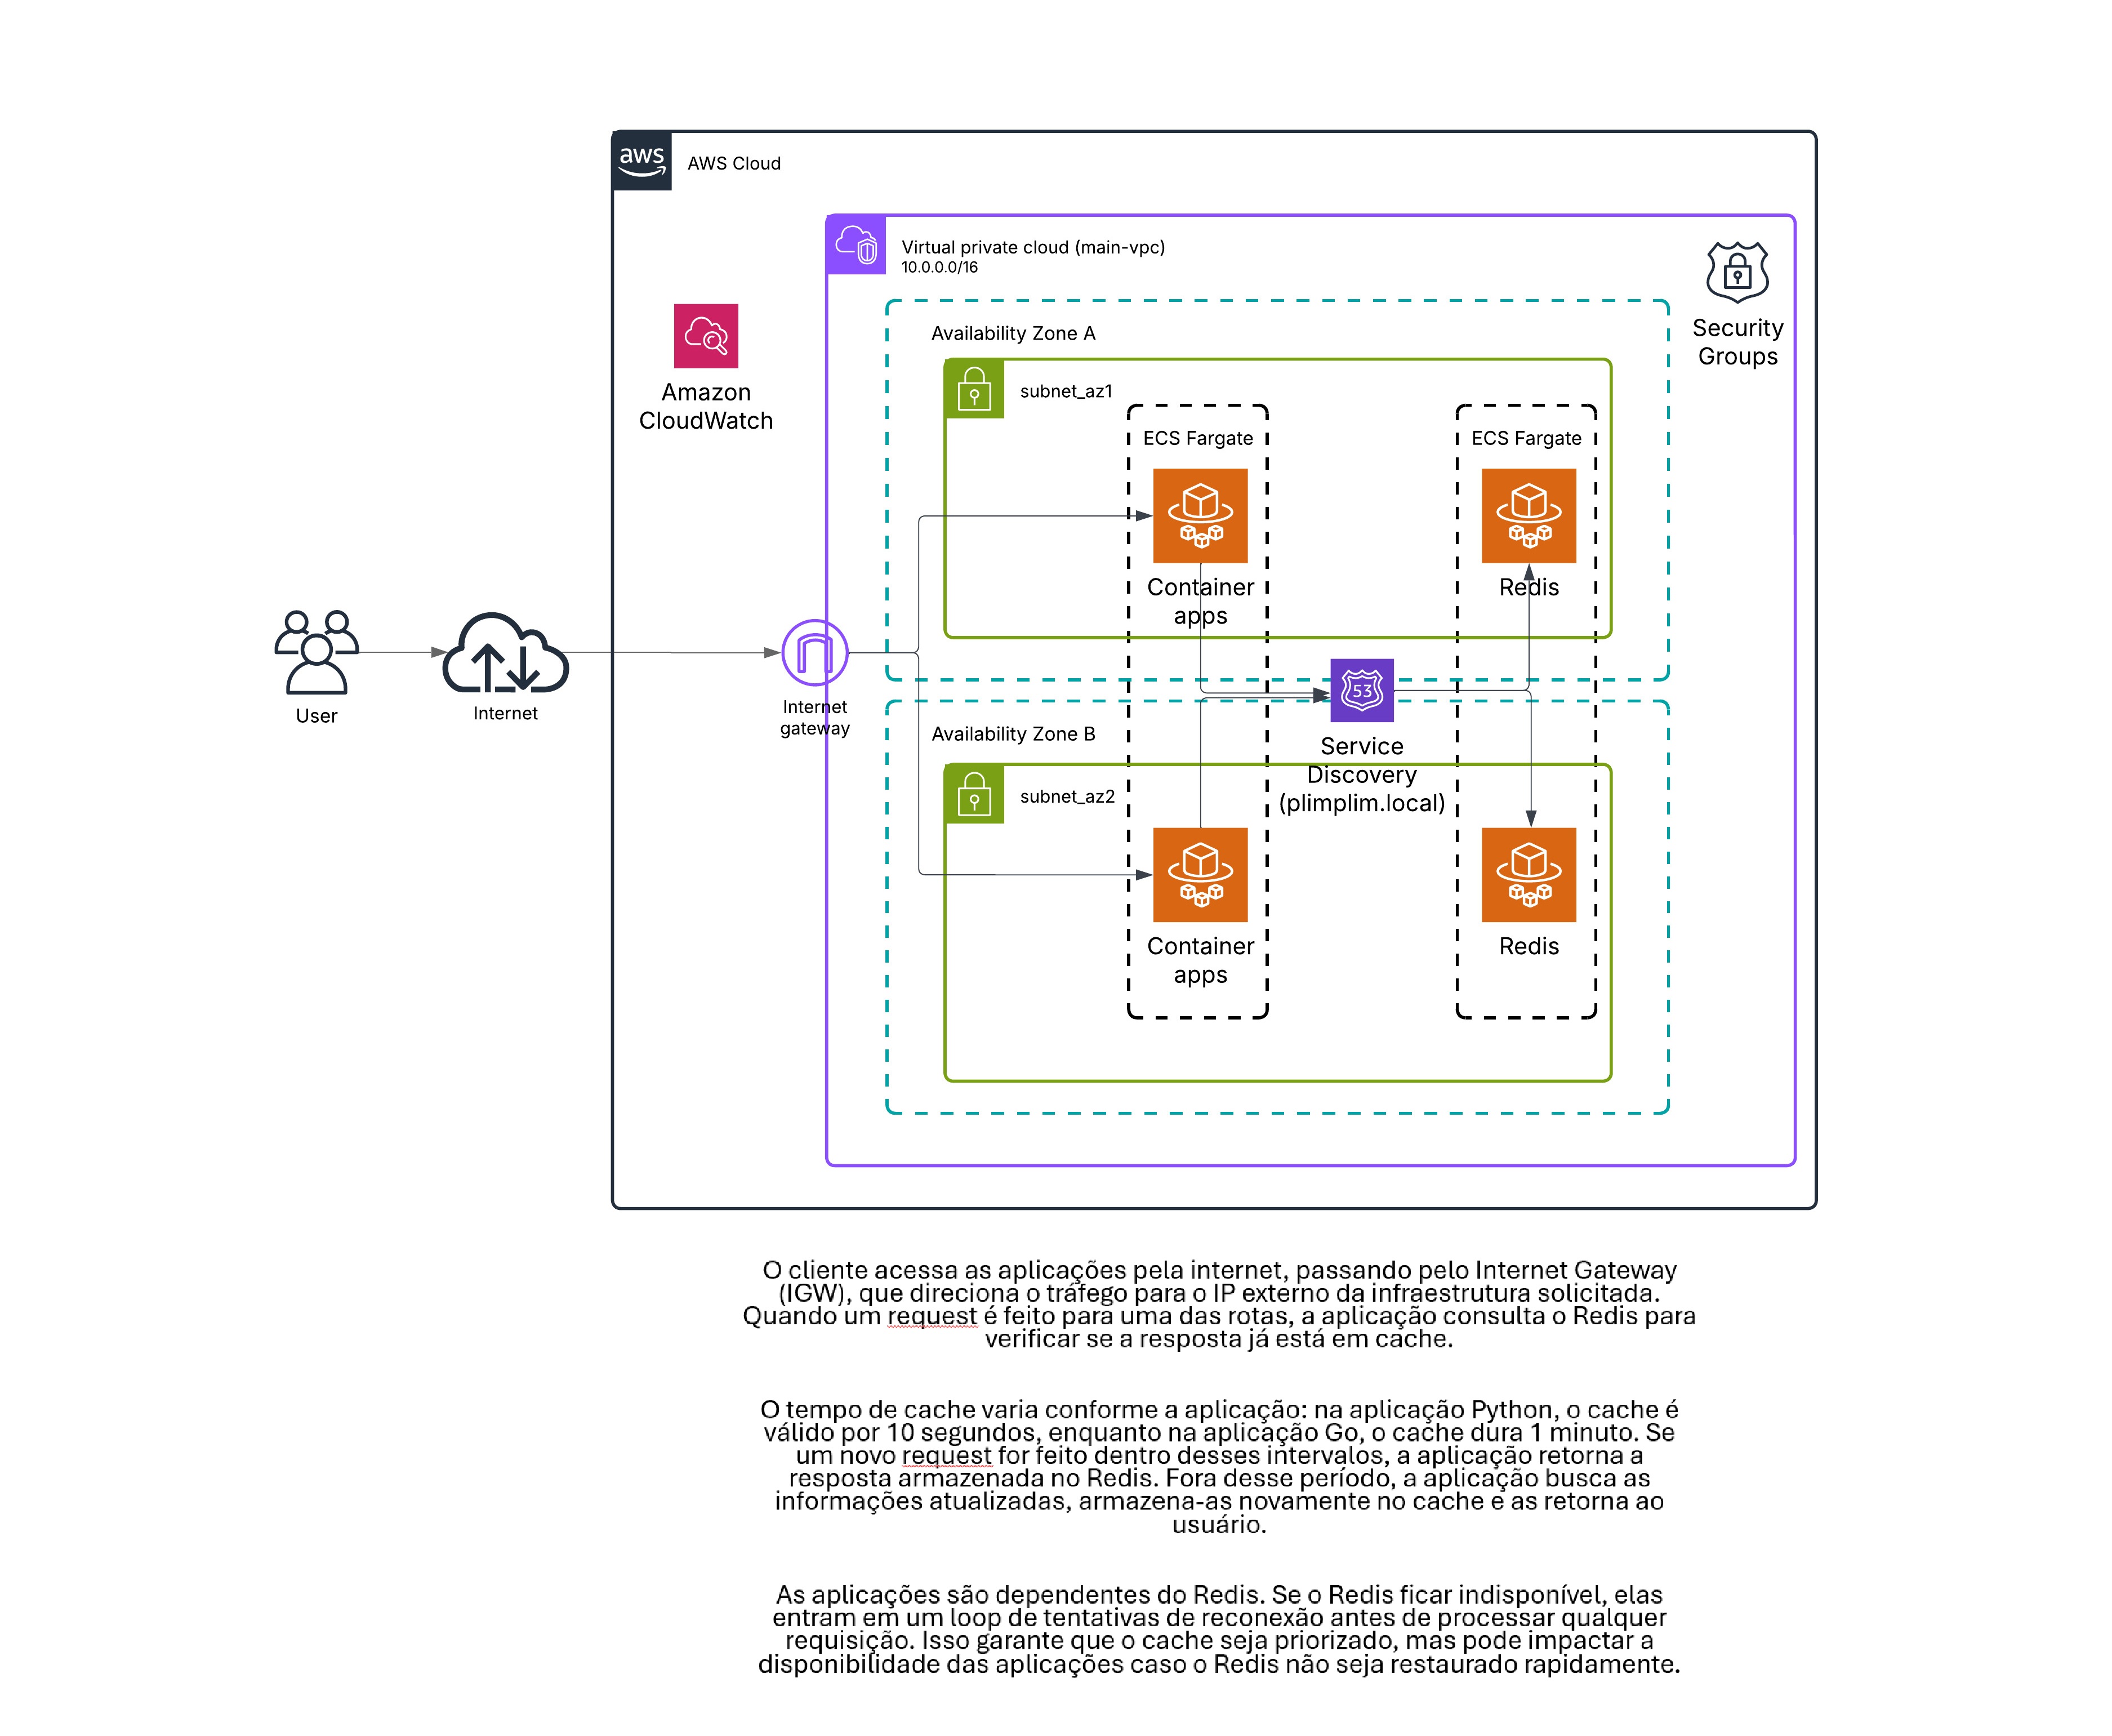 aws
AWS Cloud
Virtual private cloud (main-vpc)
10.0.0.0/16
Security
Groups
Amazon
CloudWatch
Availability Zone A
subnet_az1
ECS Fargate
ECS Fargate
Container
apps
Redis
User
Internet
Internet
gateway
53
Service
Discovery
(plimplim.local)
Availability Zone B
subnet_az2
Container
apps
Redis
O cliente acessa as aplicações pela internet, passando pelo Internet Gateway
(IGW), que direciona o tráfego para o IP externo da infraestrutura solicitada.
Quando um request é feito para uma das rotas, a aplicação consulta o Redis para
verificar se a resposta já está em cache.
O tempo de cache varia conforme a aplicação: na aplicação Python, o cache é
válido por 10 segundos, enquanto na aplicação Go, o cache dura 1 minuto. Se
um novo request for feito dentro desses intervalos, a aplicação retorna a
resposta armazenada no Redis. Fora desse período, a aplicação busca as
informações atualizadas, armazena-as novamente no cache e as retorna ao
usuário.
As aplicações são dependentes do Redis. Se o Redis ficar indisponível, elas
entram em um loop de tentativas de reconexão antes de processar qualquer
requisição. Isso garante que o cache seja priorizado, mas pode impactar a
disponibilidade das aplicações caso o Redis não seja restaurado rapidamente.